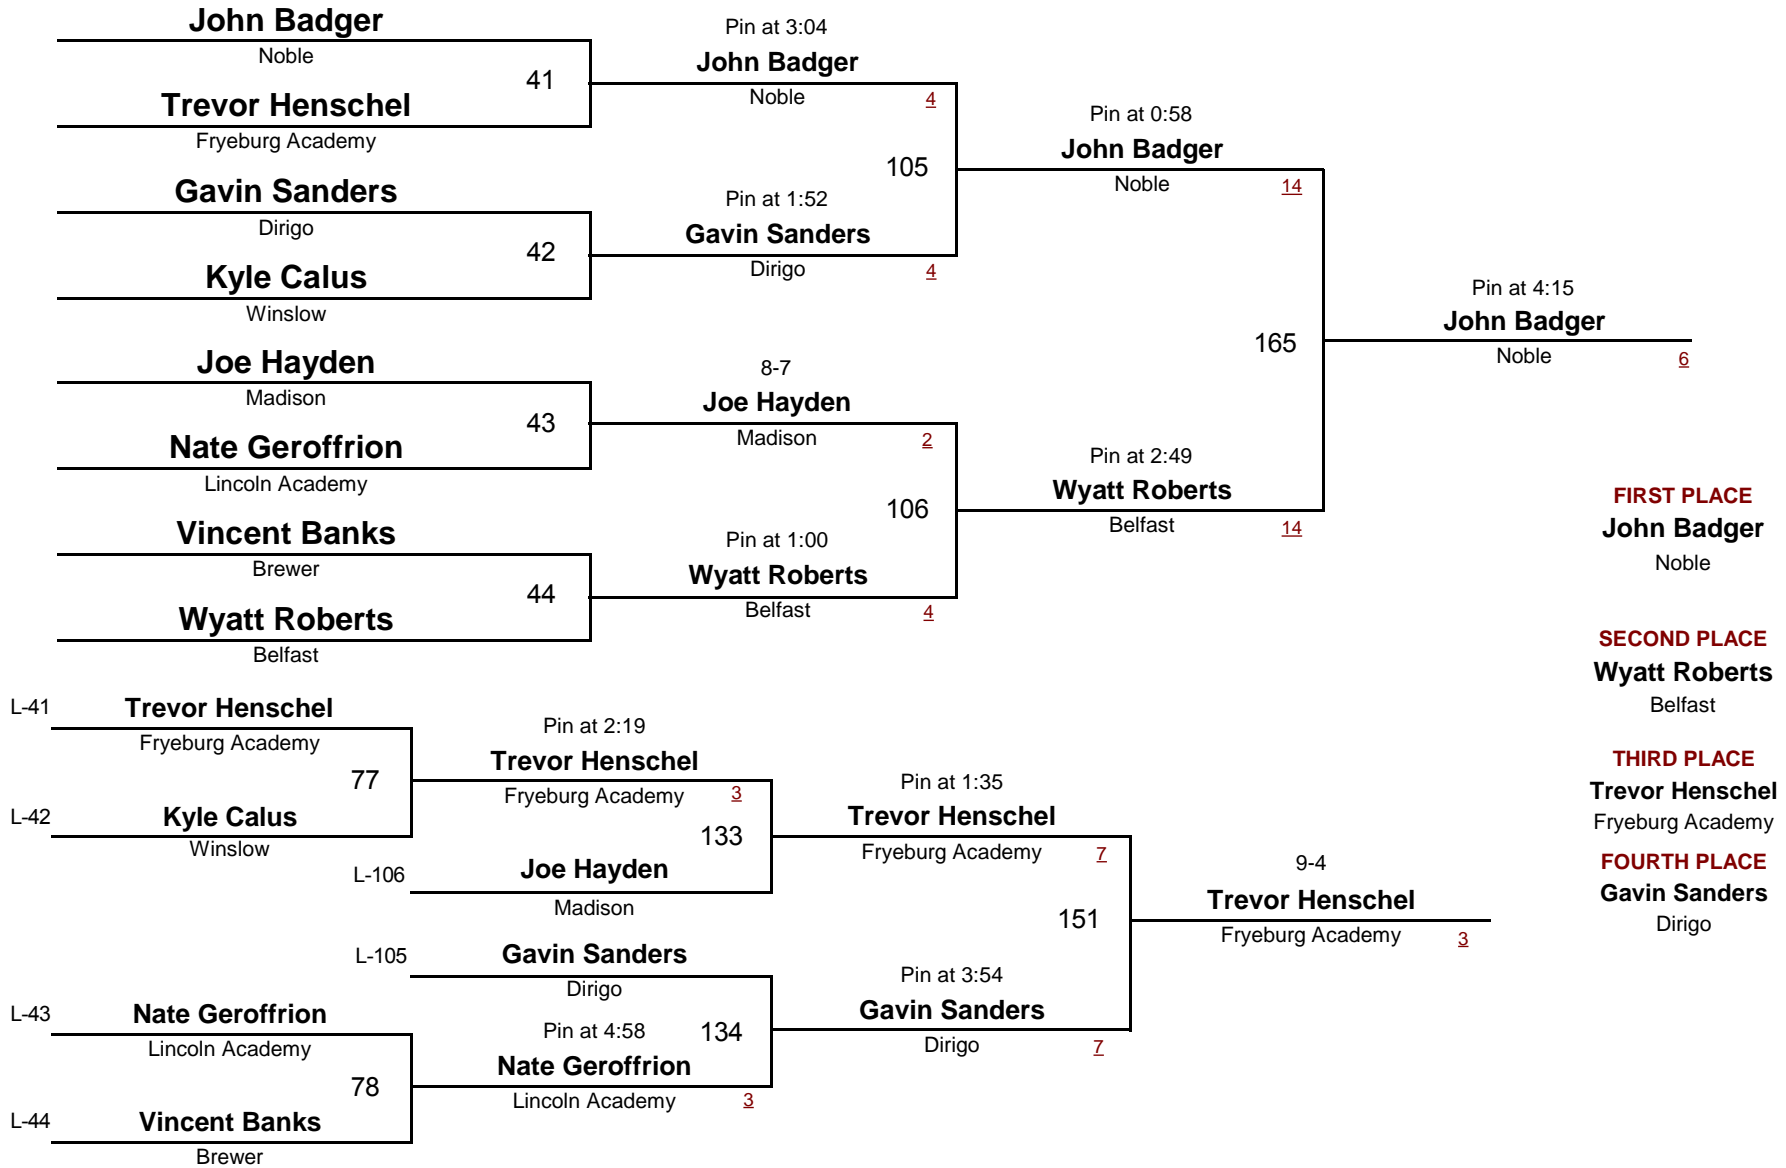 John Badger
Noble
41
Trevor Henschel
Fryeburg Academy
Gavin Sanders
Dirigo
42
Kyle Calus
Winslow
Joe Hayden
Madison
43
Nate Geroffrion
Lincoln Academy
Vincent Banks
Brewer
44
Wyatt Roberts
Belfast
Pin at 3:04
John Badger
Noble 4
105
Pin at 1:52
Gavin Sanders
Dirigo 4
8-7
Joe Hayden
Madison 2
106
Pin at 1:00
Wyatt Roberts
Belfast 4
Pin at 0:58
John Badger
Noble 14
165
Pin at 2:49
Wyatt Roberts
Belfast 14
Pin at 4:15
John Badger
Noble 6
FIRST PLACE
John Badger
Noble
SECOND PLACE
Wyatt Roberts
Belfast
THIRD PLACE
Trevor Henschel
Fryeburg Academy
FOURTH PLACE
Gavin Sanders
Dirigo
L-41 Trevor Henschel
Fryeburg Academy
77
L-42 Kyle Calus
Winslow
Pin at 2:19
Trevor Henschel
Fryeburg Academy 3
133
L-106 Joe Hayden
Madison
L-105 Gavin Sanders
Dirigo
134
L-43 Nate Geroffrion
Lincoln Academy
78
L-44 Vincent Banks
Brewer
Pin at 4:58
Nate Geroffrion
Lincoln Academy 3
Pin at 1:35
Trevor Henschel
Fryeburg Academy 7
151
Pin at 3:54
Gavin Sanders
Dirigo 7
9-4
Trevor Henschel
Fryeburg Academy 3